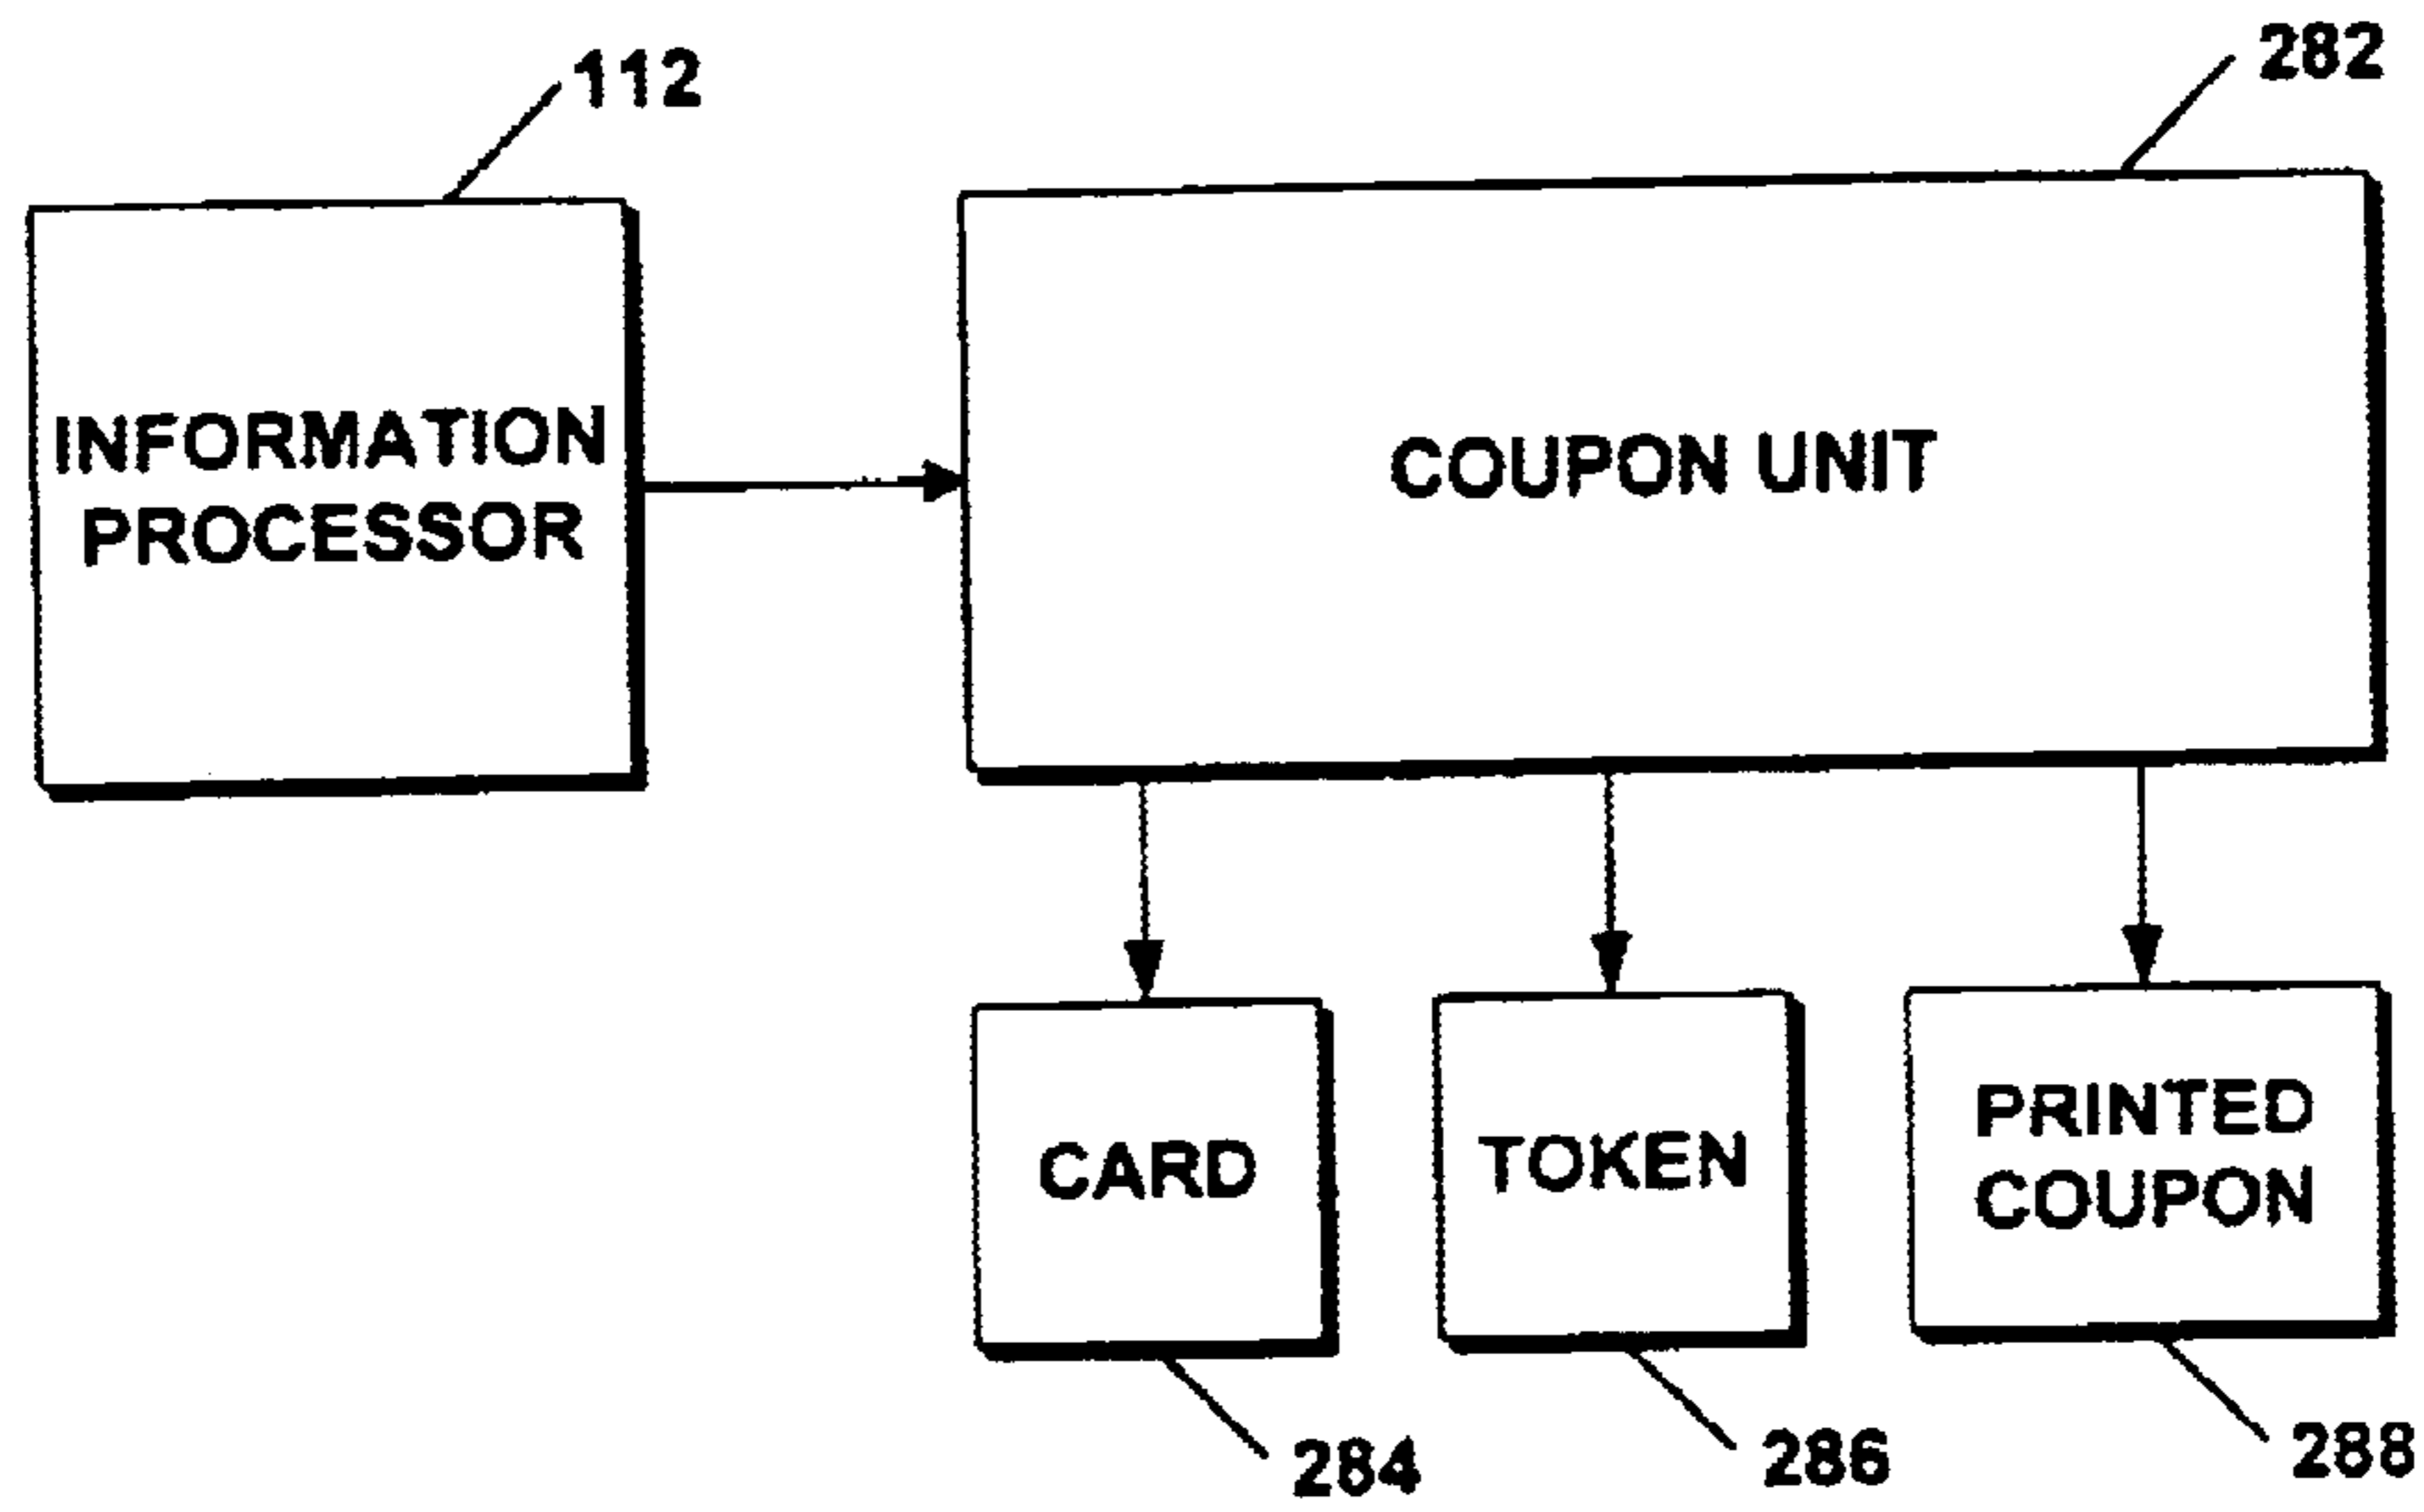 112
282
INFORMATION
PROCESSOR
COUPON UNIT
CARD
TOKEN
PRINTED
COUPON
284
286
288